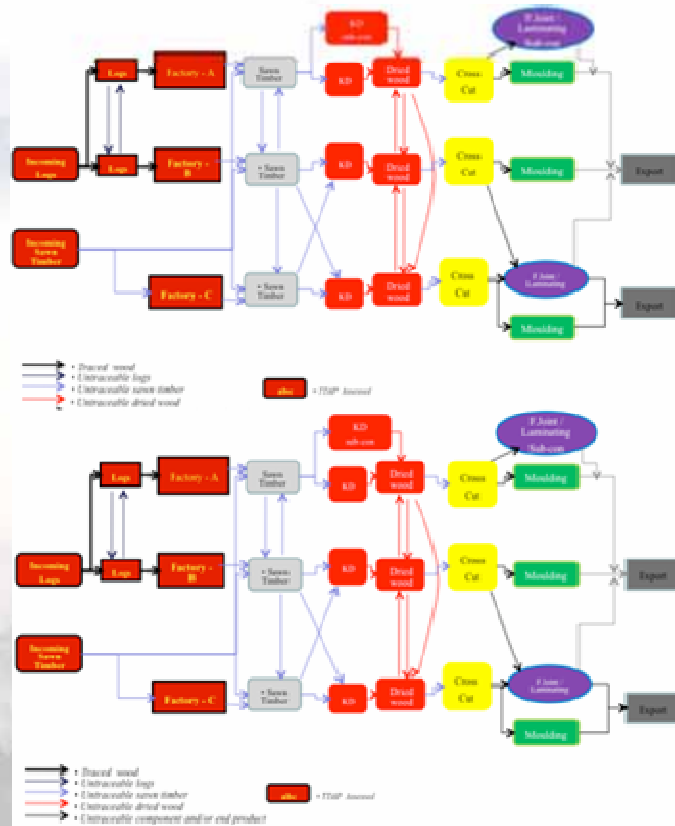 KD
sub-con
F.Joint /
Laminating
Sub-con
Logs
Factory - A
Sawn
Timber
KD
Dried
wood
Cross
Cut
Moulding
Incoming
Logs
Logs
Factory -
B
• Sawn
Timber
KD
Dried
wood
Cross
Cut
Moulding
Export
Incoming
Sawn
Timber
Factory - C
• Sawn
Timber
KD
Dried
wood
Cross
Cut
F.Joint /
Laminating
Moulding
Export
• Traced wood
• Untraceable logs
• Untraceable sawn timber
• Untraceable dried wood
abc
Assessed
KD
sub-con
F.Joint /
Laminating
/Sub-con
Logs
Factory - A
Sawn
Timber
KD
Dried
wood
Cross
Cut
Moulding
Incoming
Logs
Logs
Factory -
B
• Sawn
Timber
KD
Dried
wood
Cross
Cut
Moulding
Export
Incoming
Sawn
Timber
Factory - C
• Sawn
Timber
KD
Dried
wood
Cross
Cut
F.Joint /
Laminating
Moulding
Export
• Traced wood
• Untraceable logs
• Untraceable sawn timber
• Untraceable dried wood
• Untraceable component and/or end product
abc
Assessed